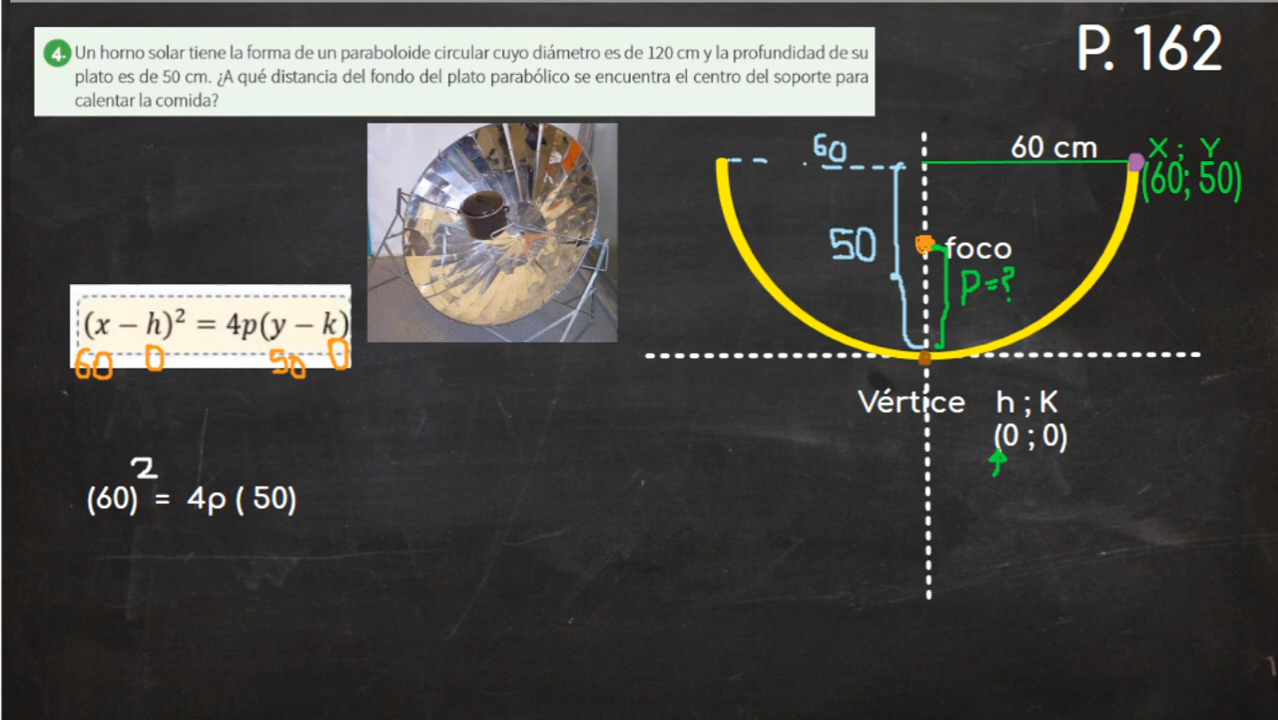 P. 162
4. Un horno solar tiene la forma de un paraboloide circular cuyo diámetro es de 120 cm y la profundidad de su
plato es de 50 cm. ¿A qué distancia del fondo del plato parabólico se encuentra el centro del soporte para
calentar la comida?
60
60 cm
X ; Y
(60; 50)
50
foco
P=?
(x − h)² = 4p(y − k)
60 0 50 0
Vértice h ; K
(0 ; 0)
(60)² = 4p ( 50)